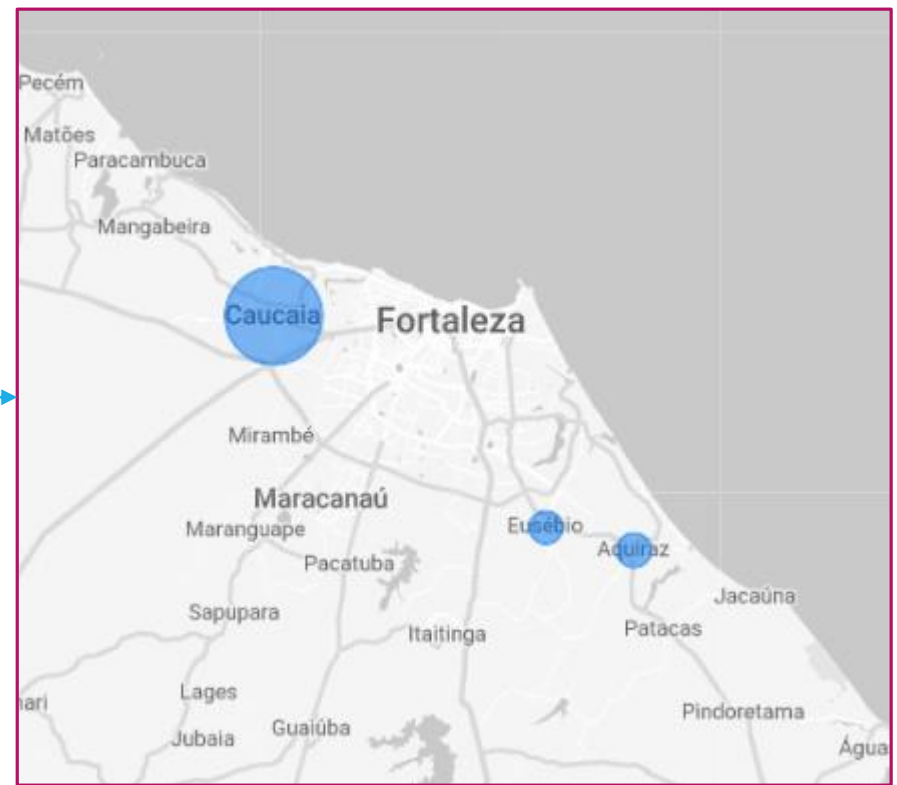 Pecém
Matões
Paracambuca
Mangabeira
Caucaia
Fortaleza
Mirambé
Maracanaú
Maranguape
Eusébio
Aquiraz
Pacatuba
Jacaúna
Sapupara
Itaitinga
Patacas
Lages
Pindoretama
Guaiúba
Jubaia